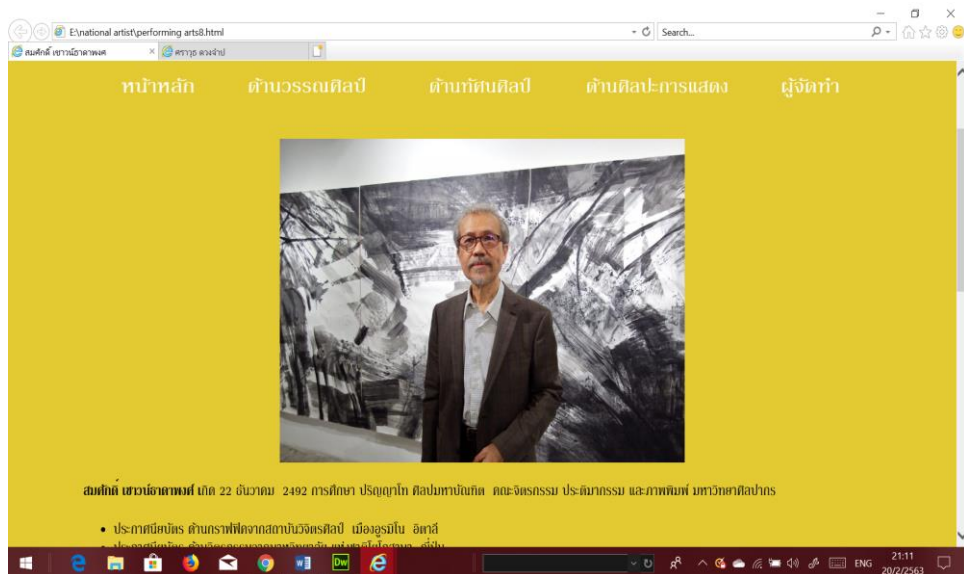 E:\national artist\performing arts8.html
Search...
สมศักดิ์ เชาวน์ธาดาพงศ์
ศราวุธ ดวงจำปา
หน้าหลัก ด้านวรรณศิลป์ ด้านทัศนศิลป์ ด้านศิลปะการแสดง ผู้จัดทำ
สมศักดิ์ เชาวน์ธาดาพงศ์ เกิด 22 ธันวาคม 2492 การศึกษา ปริญญาโท ศิลปมหาบัณฑิต คณะจิตรกรรม ประติมากรรม และภาพพิมพ์ มหาวิทยาศิลปากร
• ประกาศนียบัตร ด้านกราฟฟิคจากสถาบันวิจิตรศิลป์ เมืองอูรบิโน อิตาลี
Dw
ENG
21:11
20/2/2563